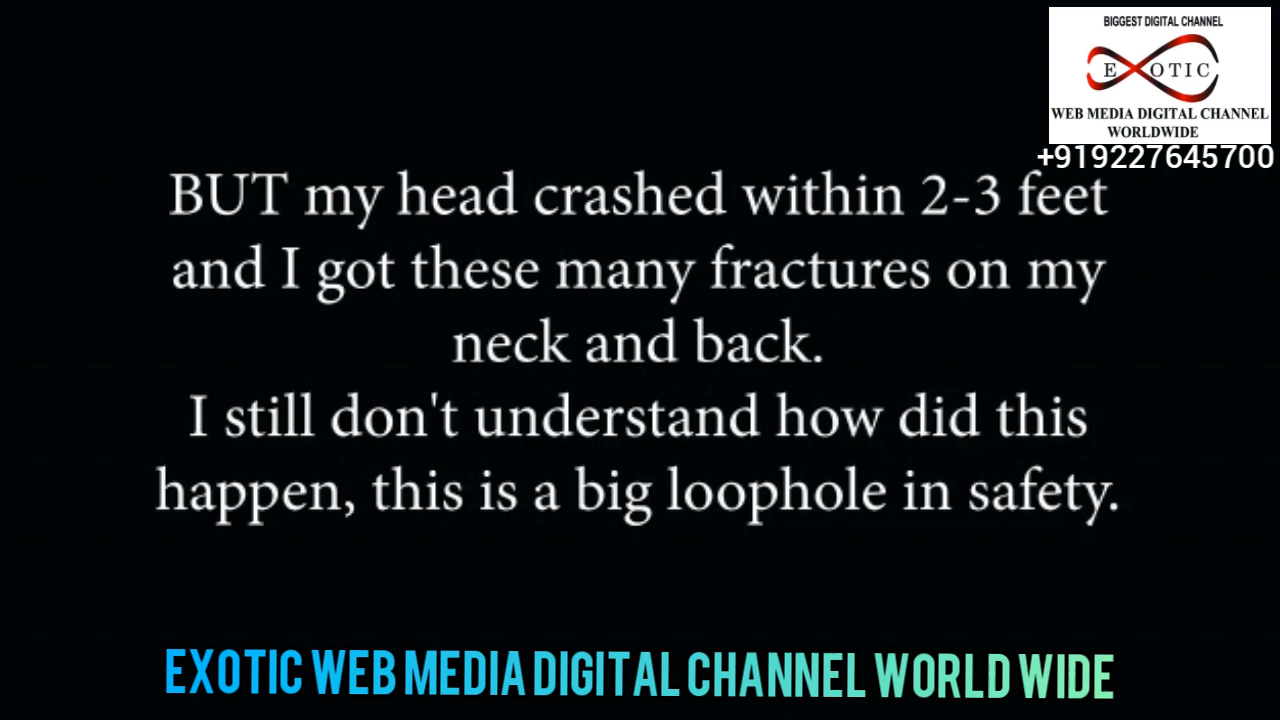 BIGGEST DIGITAL CHANNEL
EXOTIC
WEB MEDIA DIGITAL CHANNEL
WORLDWIDE
+919227645700
BUT my head crashed within 2-3 feet
and I got these many fractures on my
neck and back.
I still don't understand how did this
happen, this is a big loophole in safety.
EXOTIC WEB MEDIA DIGITAL CHANNEL WORLD WIDE